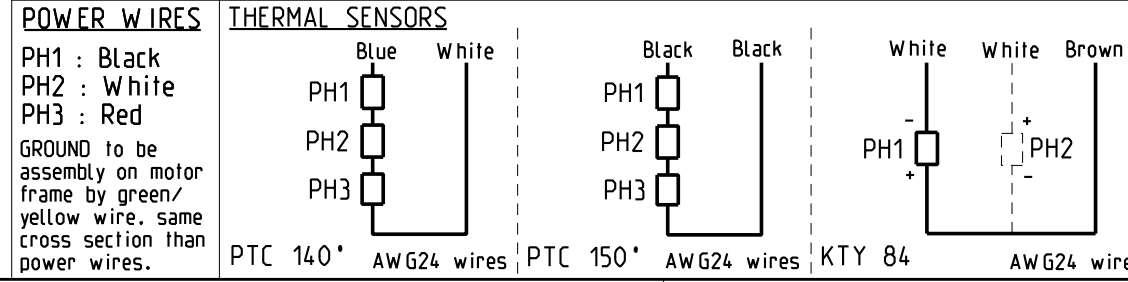 POWER WIRES
PH1 : Black
PH2 : White
PH3 : Red
GROUND to be
assembly on motor
frame by green/
yellow wire. same
cross section than
power wires.
THERMAL SENSORS
Blue White
PH1
PH2
PH3
PTC 140° AWG24 wires
Black Black
PH1
PH2
PH3
PTC 150° AWG24 wires
White White Brown
- +
PH1 PH2
+ -
KTY 84 AWG24 wire